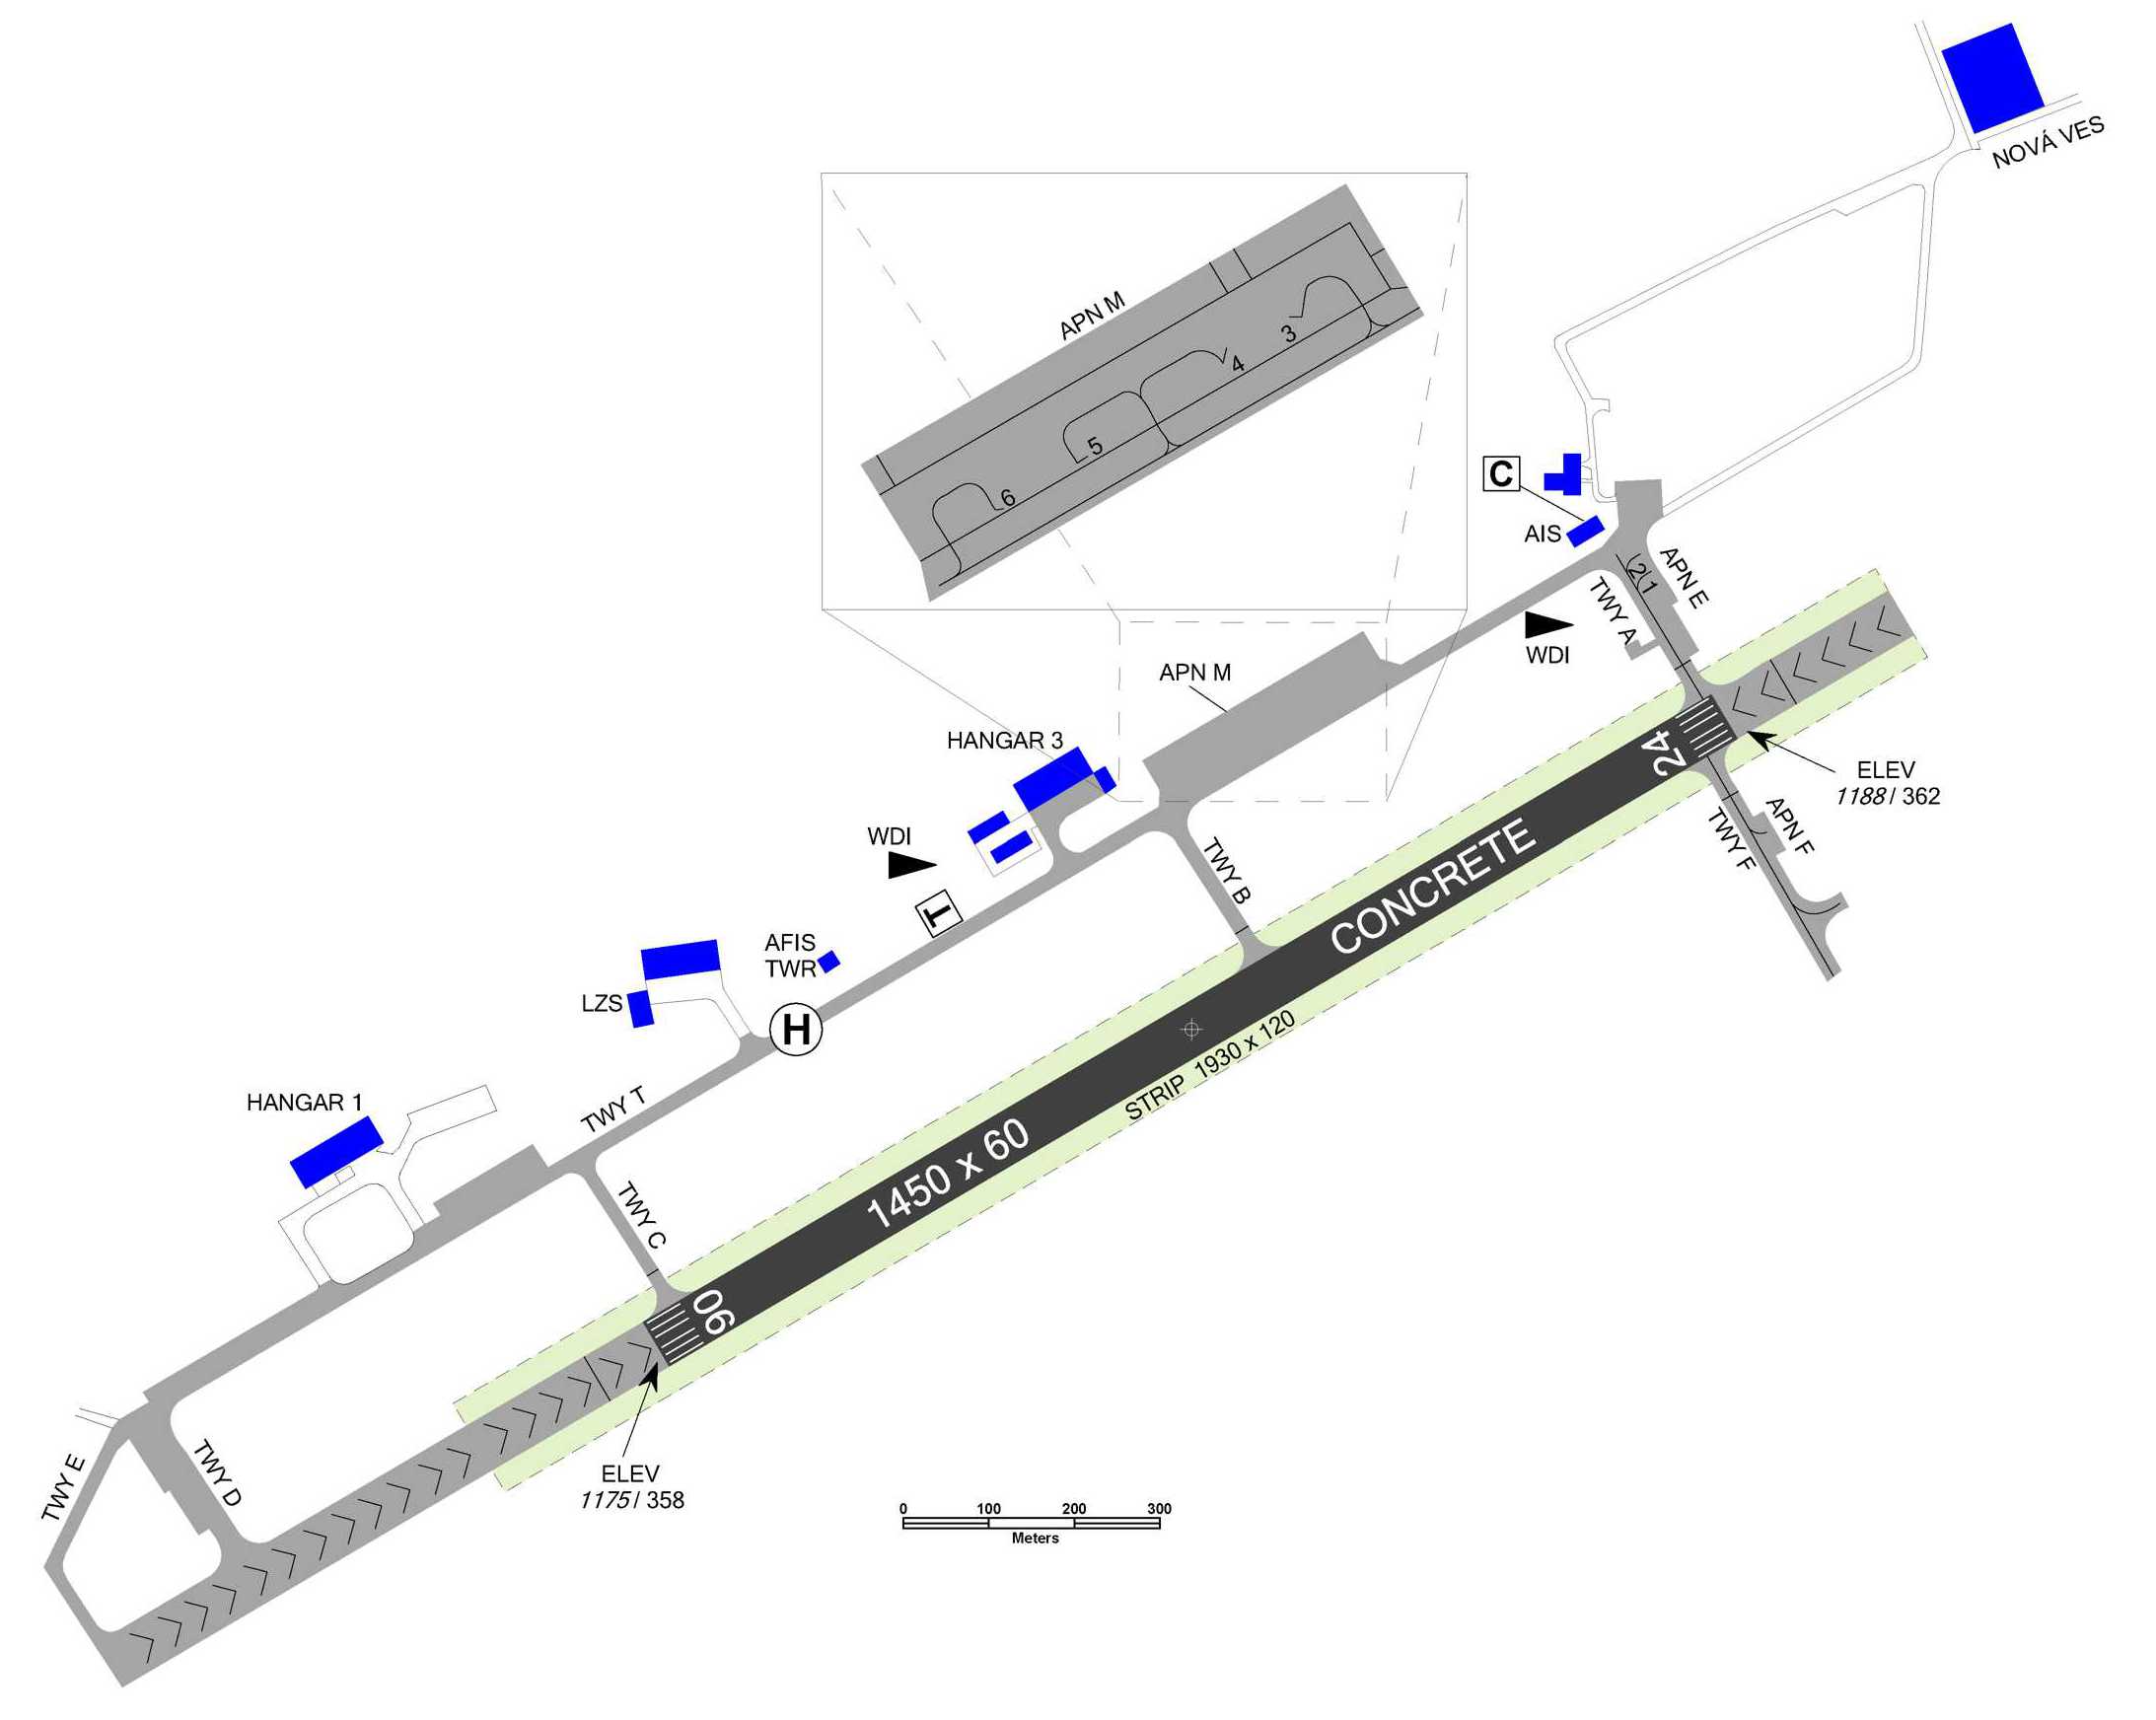 NOVÁ VES
APN M
3
4
5
6
C
AIS
2
1
APN E
TWY A
WDI
APN M
24
ELEV
1188 / 362
HANGAR 3
WDI
T
TWY B
CONCRETE
TWY F
APN F
AFIS
TWR
LZS
H
STRIP 1930 x 120
HANGAR 1
TWY T
1450 x 60
TWY C
06
TWY E
TWY D
ELEV
1175 / 358
0 100 200 300
Meters